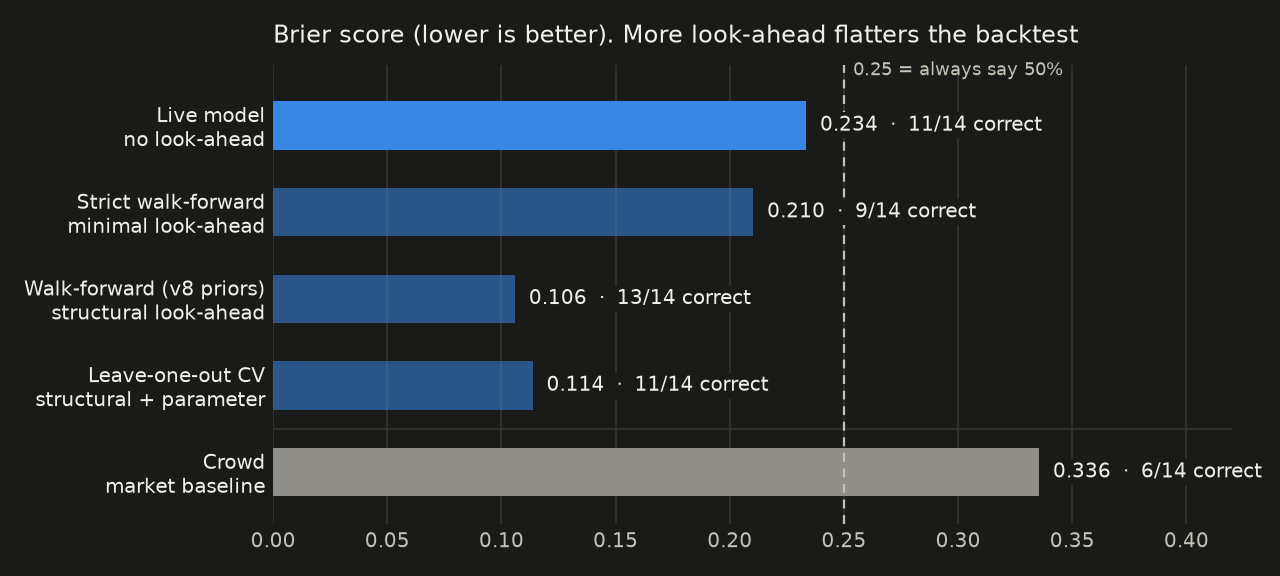 Brier score (lower is better). More look-ahead flatters the backtest
0.25 = always say 50%
Live model
no look-ahead
0.234 · 11/14 correct
Strict walk-forward
minimal look-ahead
0.210 · 9/14 correct
Walk-forward (v8 priors)
structural look-ahead
0.106 · 13/14 correct
Leave-one-out CV
structural + parameter
0.114 · 11/14 correct
Crowd
market baseline
0.336 · 6/14 correct
0.00 0.05 0.10 0.15 0.20 0.25 0.30 0.35 0.40